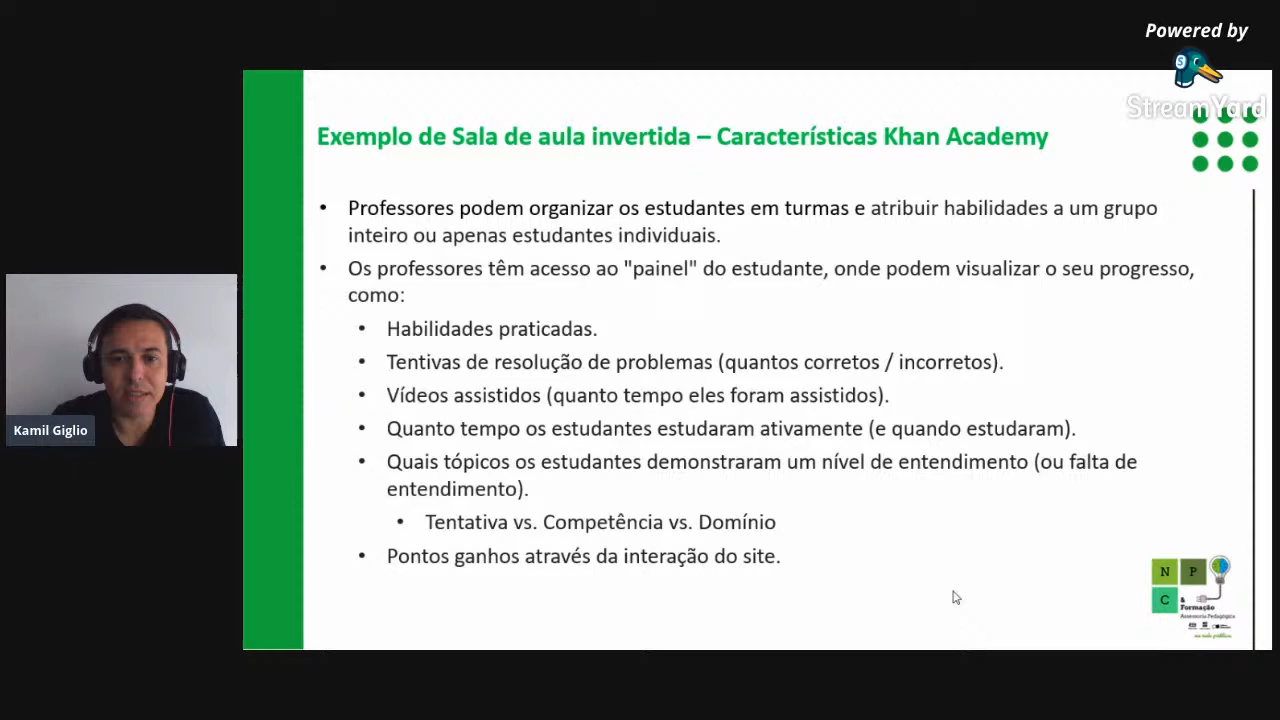 Powered by
StreamYard
Exemplo de Sala de aula invertida – Características Khan Academy
• Professores podem organizar os estudantes em turmas e atribuir habilidades a um grupo
inteiro ou apenas estudantes individuais.
• Os professores têm acesso ao "painel" do estudante, onde podem visualizar o seu progresso,
como:
• Habilidades praticadas.
• Tentivas de resolução de problemas (quantos corretos / incorretos).
• Vídeos assistidos (quanto tempo eles foram assistidos).
• Quanto tempo os estudantes estudaram ativamente (e quando estudaram).
• Quais tópicos os estudantes demonstraram um nível de entendimento (ou falta de
entendimento).
• Tentativa vs. Competência vs. Domínio
• Pontos ganhos através da interação do site.
Kamil Giglio
N P
C &
Formação
Assessoria Pedagógica